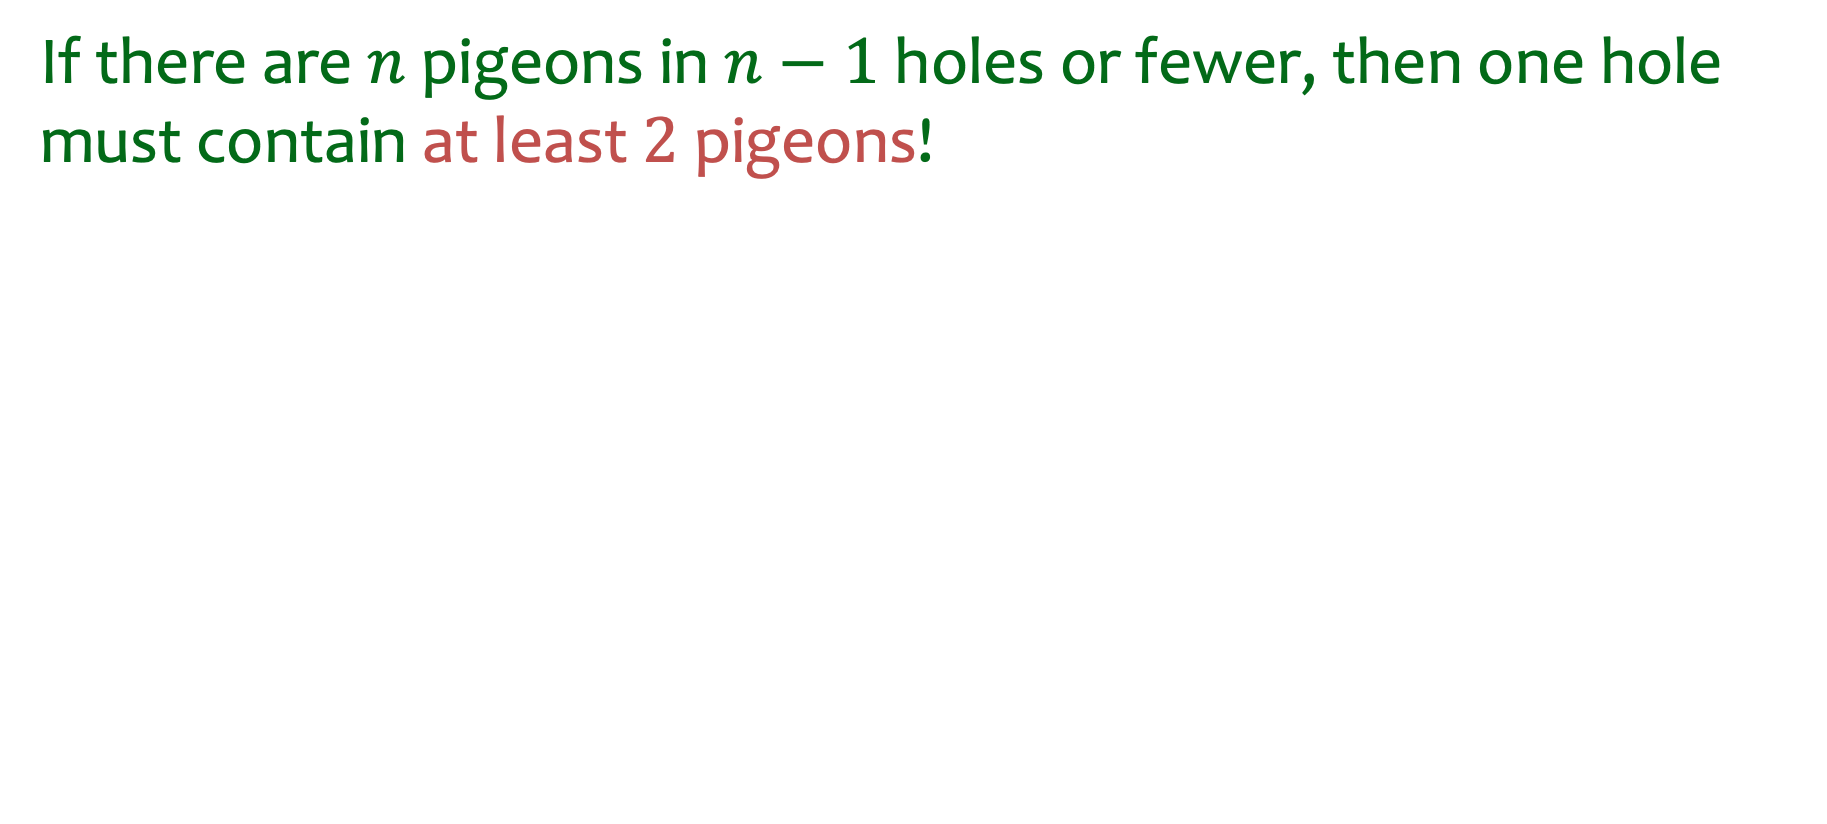 If there are n pigeons in n − 1 holes or fewer, then one hole
must contain at least 2 pigeons!